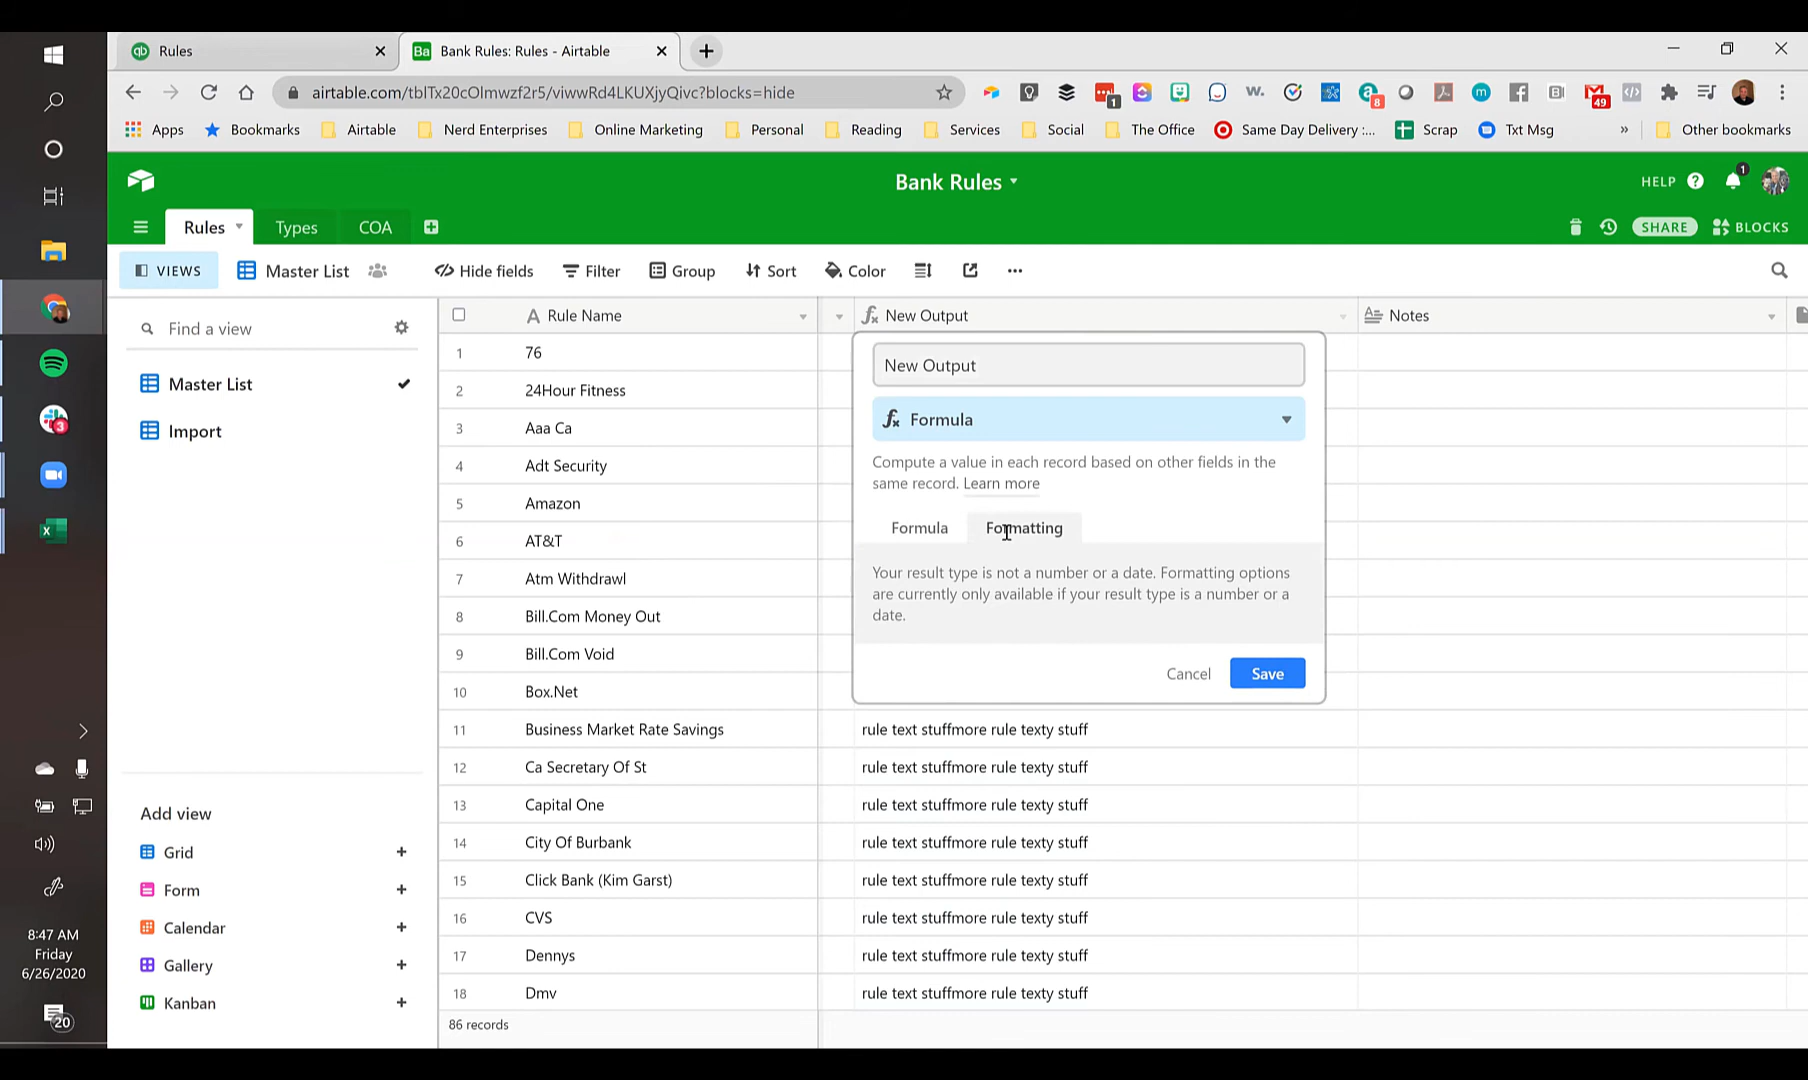 Rules
Ba
Bank Rules: Rules - Airtable
airtable.com/tblTx20cOlmwzf2r5/viwwRd4LKUXjyQivc?blocks=hide
1
w.
8
49
Apps
Bookmarks
Airtable
Nerd Enterprises
Online Marketing
Personal
Reading
Services
Social
The Office
Same Day Delivery :...
Scrap
Txt Msg
»
Other bookmarks
Bank Rules
HELP
1
Rules
Types
COA
SHARE
BLOCKS
VIEWS
Master List
Hide fields
Filter
Group
Sort
Color
Find a view
Master List
Import
Rule Name
New Output
Notes
1 76
2 24Hour Fitness
3 Aaa Ca
4 Adt Security
5 Amazon
6 AT&T
7 Atm Withdrawl
8 Bill.Com Money Out
9 Bill.Com Void
10 Box.Net
11 Business Market Rate Savings rule text stuffmore rule texty stuff
12 Ca Secretary Of St rule text stuffmore rule texty stuff
13 Capital One rule text stuffmore rule texty stuff
14 City Of Burbank rule text stuffmore rule texty stuff
15 Click Bank (Kim Garst) rule text stuffmore rule texty stuff
16 CVS rule text stuffmore rule texty stuff
17 Dennys rule text stuffmore rule texty stuff
18 Dmv rule text stuffmore rule texty stuff
86 records
New Output
Formula
Compute a value in each record based on other fields in the
same record. Learn more
Formula
Formatting
Your result type is not a number or a date. Formatting options
are currently only available if your result type is a number or a
date.
Cancel
Save
Add view
Grid
Form
Calendar
Gallery
Kanban
3
8:47 AM
Friday
6/26/2020
20